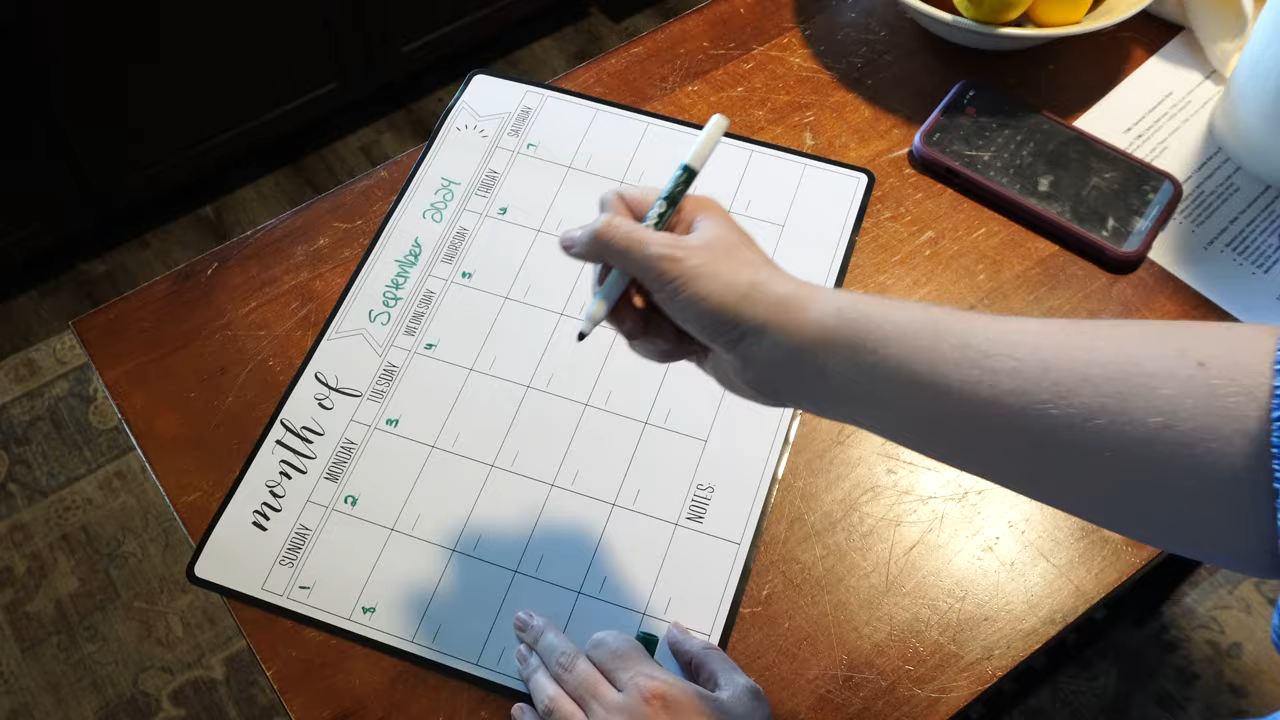 month of
September 2024
SUNDAY
MONDAY
TUESDAY
WEDNESDAY
THURSDAY
FRIDAY
SATURDAY
1
2
3
4
5
6
7
8
NOTES: